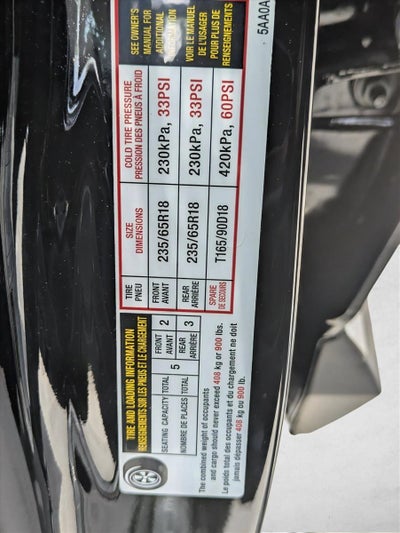 TIRE AND LOADING INFORMATION
RENSEIGNEMENTS SUR LES PNEUS ET LE CHARGEMENT
SEATING CAPACITY TOTAL 5 FRONT AVANT 2
NOMBRE DE PLACES TOTAL REAR ARRIÈRE 3
The combined weight of occupants
and cargo should never exceed 408 kg or 900 lbs.
Le poids total des occupants et du chargement ne doit
jamais dépasser 408 kg ou 900 lb.
TIRE PNEU
SIZE DIMENSIONS
COLD TIRE PRESSURE
PRESSION DES PNEUS À FROID
FRONT AVANT 235/65R18 230kPa, 33PSI
REAR ARRIÈRE 235/65R18 230kPa, 33PSI
SPARE DE SECOURS T165/90D18 420kPa, 60PSI
SEE OWNER'S
MANUAL FOR
ADDITIONAL
VOIR LE MANUEL
DE L'USAGER
POUR PLUS DE
RENSEIGNEMENTS
5AA0A